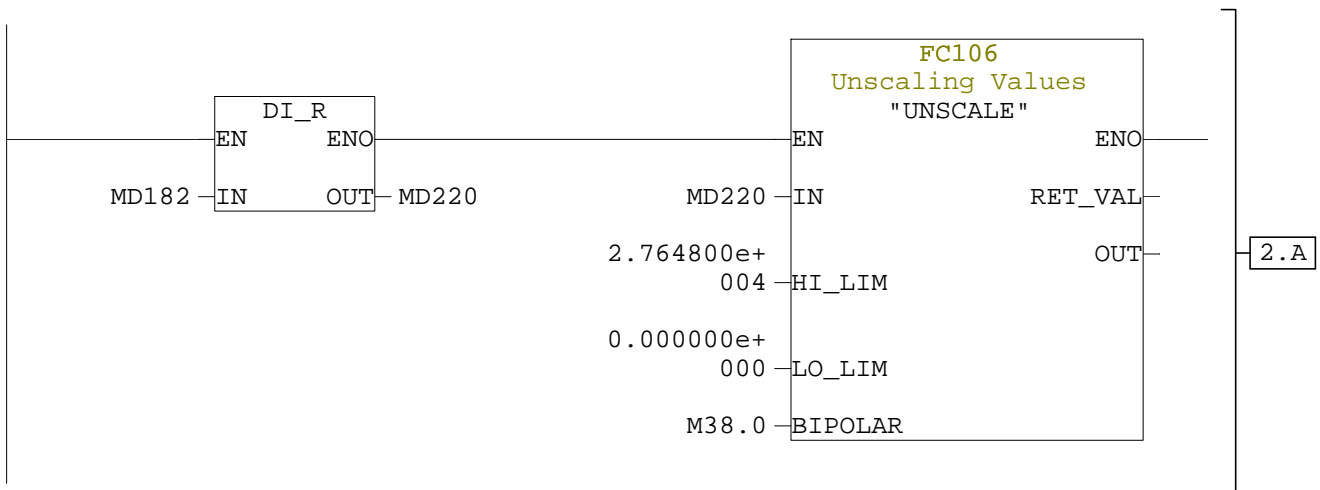 FC106
Unscaling Values
DI_R "UNSCALE"
EN ENO EN ENO
MD182 IN OUT MD220 MD220 IN RET_VAL
2.764800e+ OUT 2.A
004 HI_LIM
0.000000e+
000 LO_LIM
M38.0 BIPOLAR